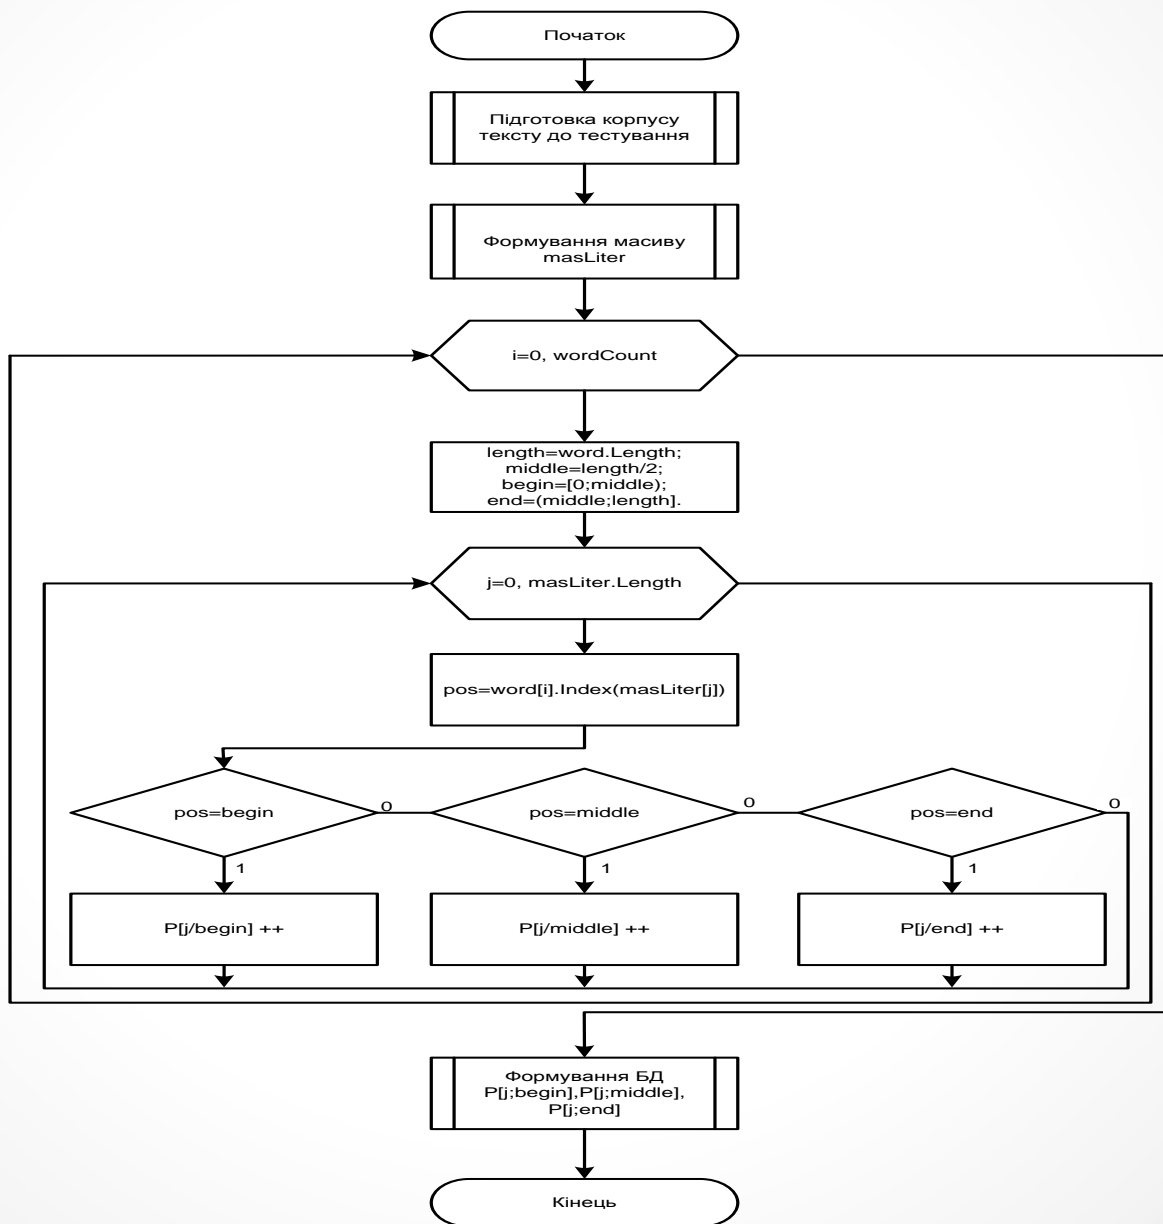 Початок
Підготовка корпусу
тексту до тестування
Формування масиву
masLiter
i=0, wordCount
length=word.Length;
middle=length/2;
begin=[0;middle);
end=(middle;length].
j=0, masLiter.Length
pos=word[i].Index(masLiter[j])
pos=begin
0
pos=middle
0
pos=end
0
1
1
1
P[j/begin] ++
P[j/middle] ++
P[j/end] ++
Формування БД
P[j;begin],P[j;middle],
P[j;end]
Кінець